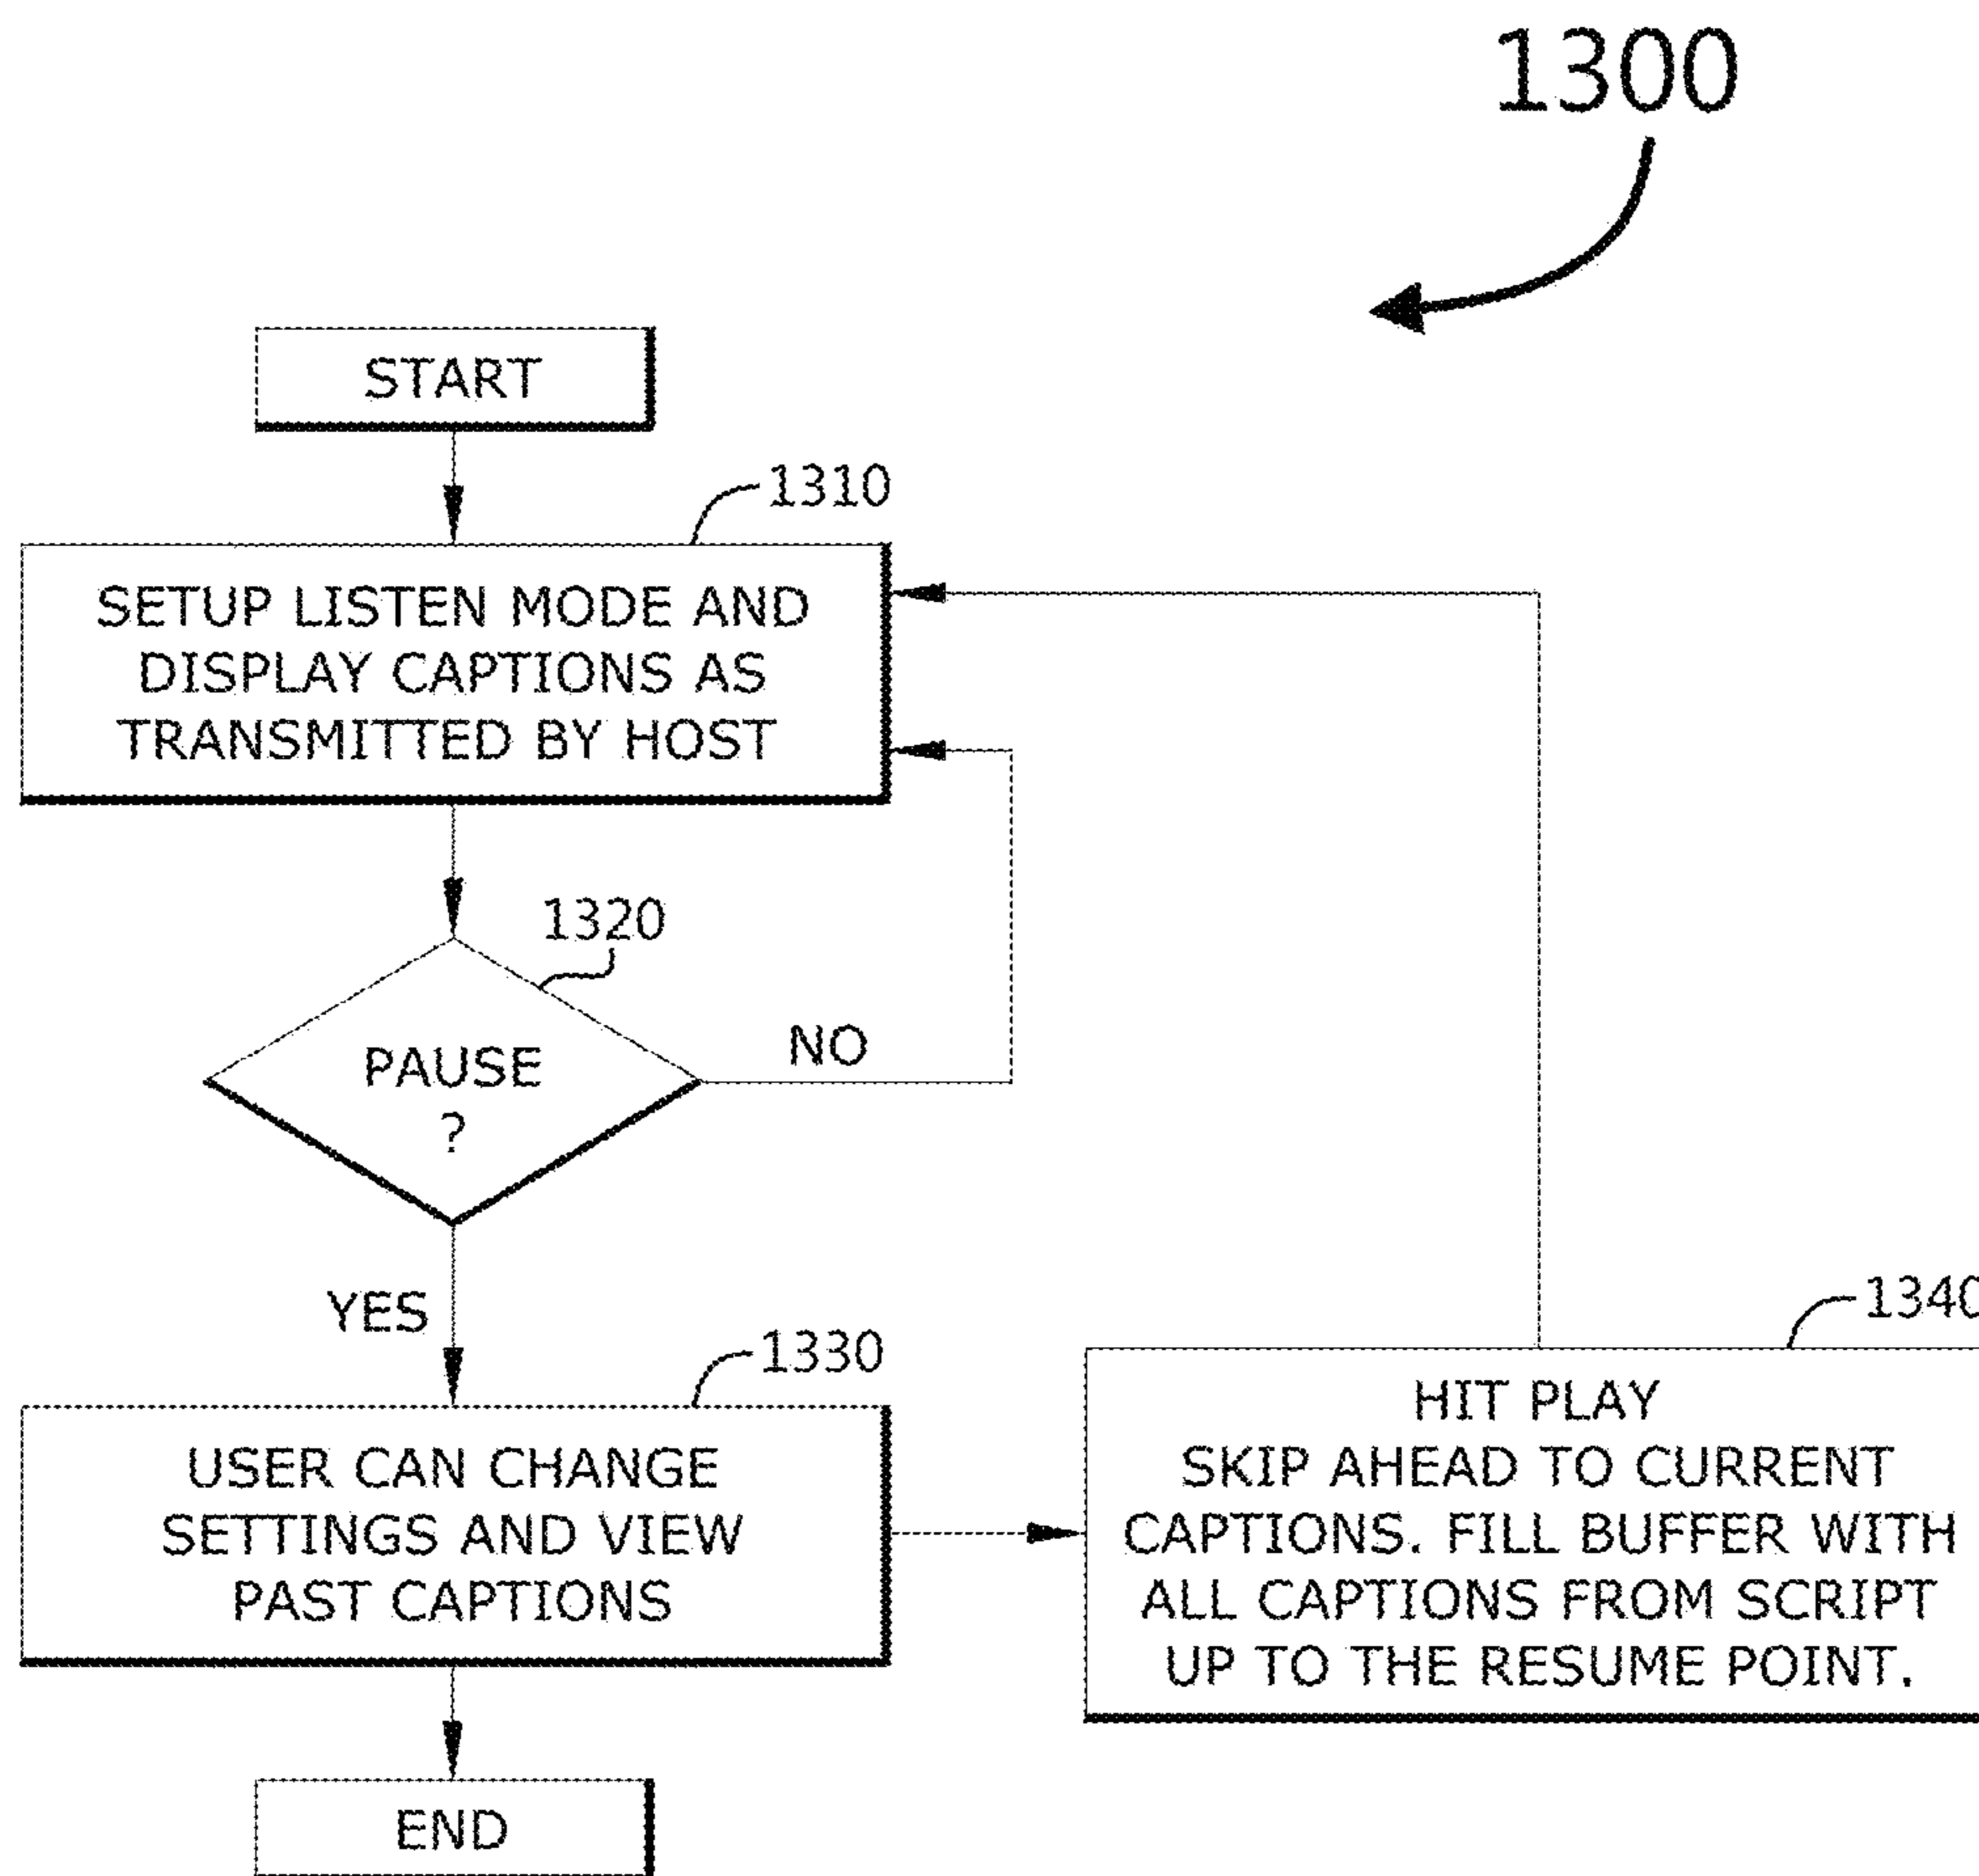 1300
START
1310
SETUP LISTEN MODE AND
DISPLAY CAPTIONS AS
TRANSMITTED BY HOST
1320
PAUSE
?
NO
YES
1330
USER CAN CHANGE
SETTINGS AND VIEW
PAST CAPTIONS
1340
HIT PLAY
SKIP AHEAD TO CURRENT
CAPTIONS. FILL BUFFER WITH
ALL CAPTIONS FROM SCRIPT
UP TO THE RESUME POINT.
END